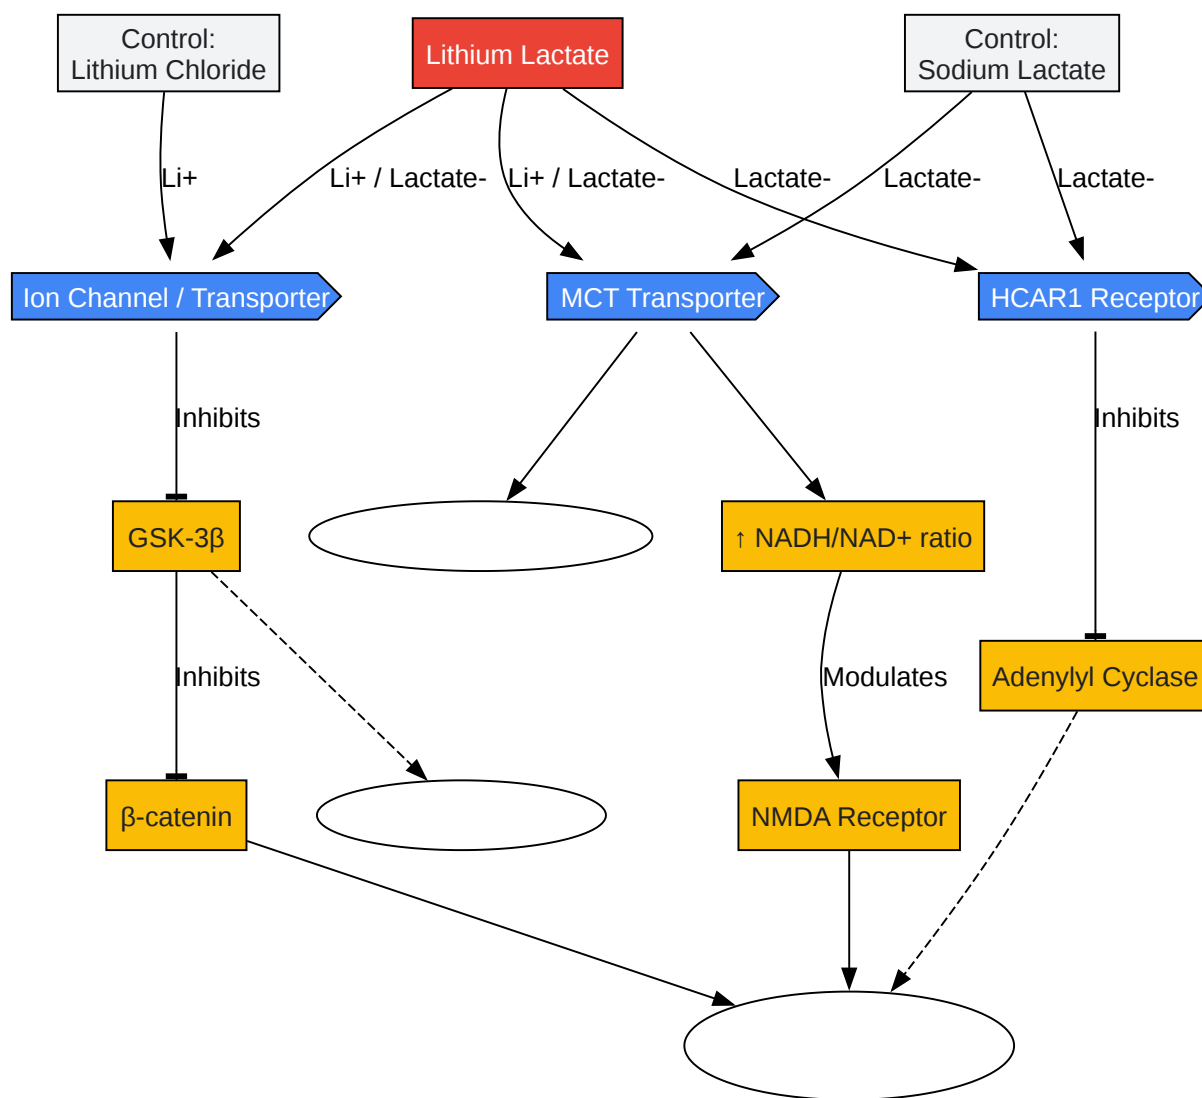 Control:
Lithium Chloride
Lithium Lactate
Control:
Sodium Lactate
Li+
Li+ / Lactate-
Li+ / Lactate-
Lactate-
Lactate-
Lactate-
Ion Channel / Transporter
MCT Transporter
HCAR1 Receptor
Inhibits
Inhibits
GSK-3β
↑ NADH/NAD+ ratio
Inhibits
Modulates
Adenylyl Cyclase
β-catenin
NMDA Receptor